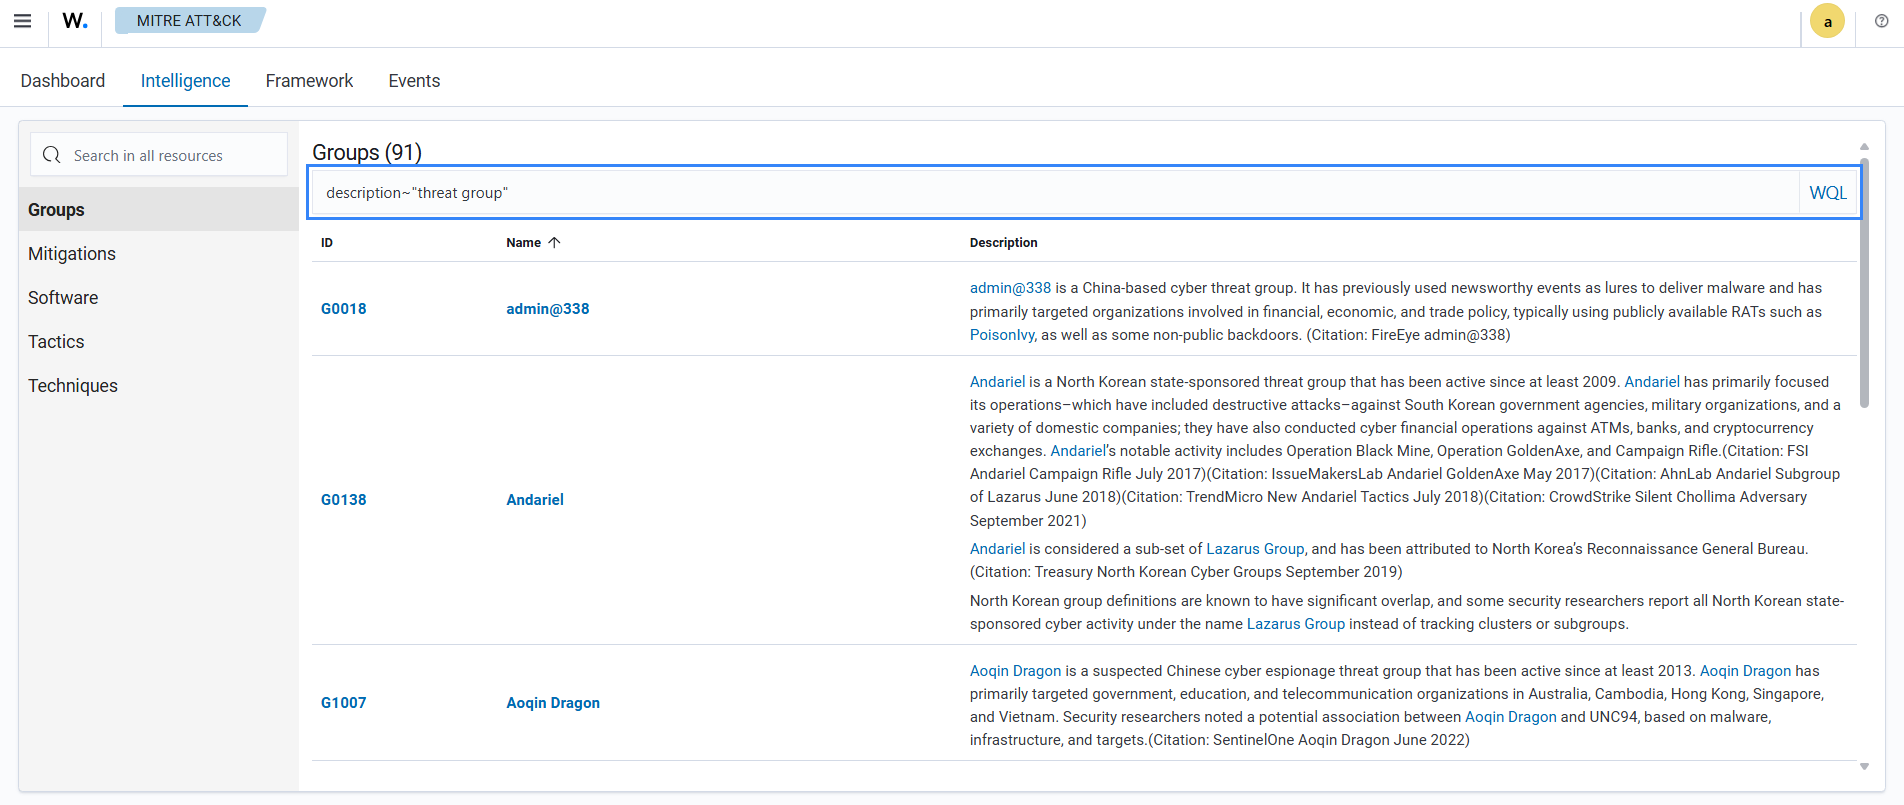 W.
MITRE ATT&CK
a
Dashboard
Intelligence
Framework
Events
Search in all resources
Groups
Mitigations
Software
Tactics
Techniques
Groups (91)
description~"threat group"
WQL
ID
Name
Description
G0018
admin@338
admin@338 is a China-based cyber threat group. It has previously used newsworthy events as lures to deliver malware and has
primarily targeted organizations involved in financial, economic, and trade policy, typically using publicly available RATs such as
PoisonIvy, as well as some non-public backdoors. (Citation: FireEye admin@338)
G0138
Andariel
Andariel is a North Korean state-sponsored threat group that has been active since at least 2009. Andariel has primarily focused
its operations–which have included destructive attacks–against South Korean government agencies, military organizations, and a
variety of domestic companies; they have also conducted cyber financial operations against ATMs, banks, and cryptocurrency
exchanges. Andariel’s notable activity includes Operation Black Mine, Operation GoldenAxe, and Campaign Rifle.(Citation: FSI
Andariel Campaign Rifle July 2017)(Citation: IssueMakersLab Andariel GoldenAxe May 2017)(Citation: AhnLab Andariel Subgroup
of Lazarus June 2018)(Citation: TrendMicro New Andariel Tactics July 2018)(Citation: CrowdStrike Silent Chollima Adversary
September 2021)
Andariel is considered a sub-set of Lazarus Group, and has been attributed to North Korea’s Reconnaissance General Bureau.
(Citation: Treasury North Korean Cyber Groups September 2019)
North Korean group definitions are known to have significant overlap, and some security researchers report all North Korean state-
sponsored cyber activity under the name Lazarus Group instead of tracking clusters or subgroups.
G1007
Aoqin Dragon
Aoqin Dragon is a suspected Chinese cyber espionage threat group that has been active since at least 2013. Aoqin Dragon has
primarily targeted government, education, and telecommunication organizations in Australia, Cambodia, Hong Kong, Singapore,
and Vietnam. Security researchers noted a potential association between Aoqin Dragon and UNC94, based on malware,
infrastructure, and targets.(Citation: SentinelOne Aoqin Dragon June 2022)